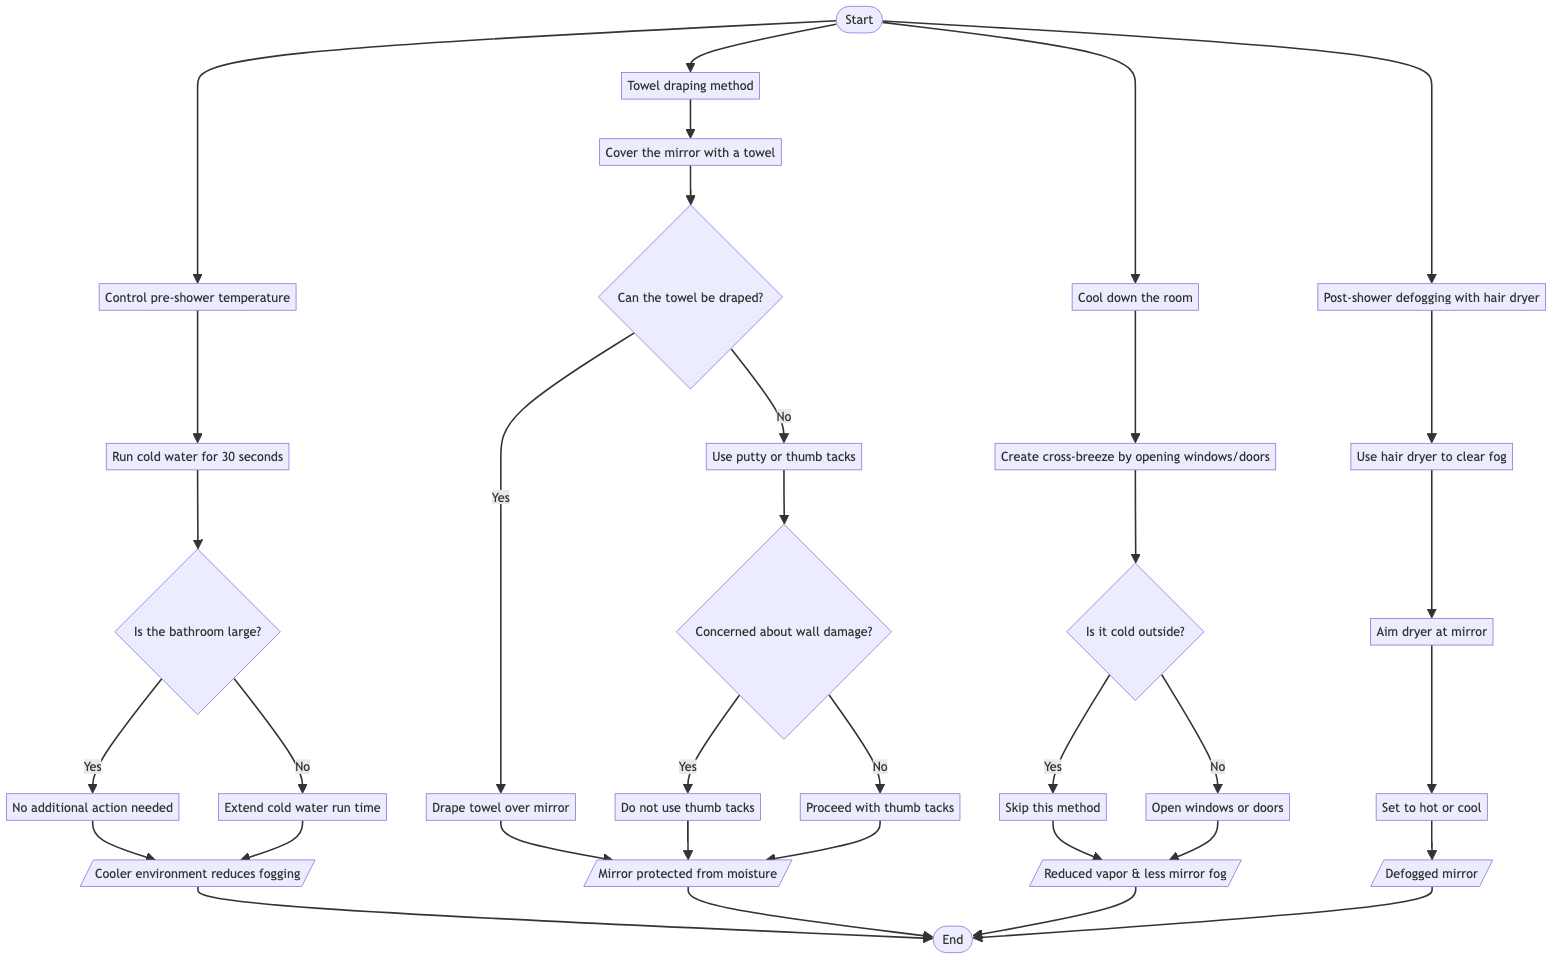 Start
Towel draping method
Cover the mirror with a towel
Can the towel be draped?
Control pre-shower temperature
Cool down the room
Post-shower defogging with hair dryer
No
Run cold water for 30 seconds
Use putty or thumb tacks
Create cross-breeze by opening windows/doors
Use hair dryer to clear fog
Yes
Is the bathroom large?
Concerned about wall damage?
Is it cold outside?
Aim dryer at mirror
Yes
No
Yes
No
Yes
No
No additional action needed
Extend cold water run time
Drape towel over mirror
Do not use thumb tacks
Proceed with thumb tacks
Skip this method
Open windows or doors
Set to hot or cool
Cooler environment reduces fogging
Mirror protected from moisture
Reduced vapor & less mirror fog
Defogged mirror
End